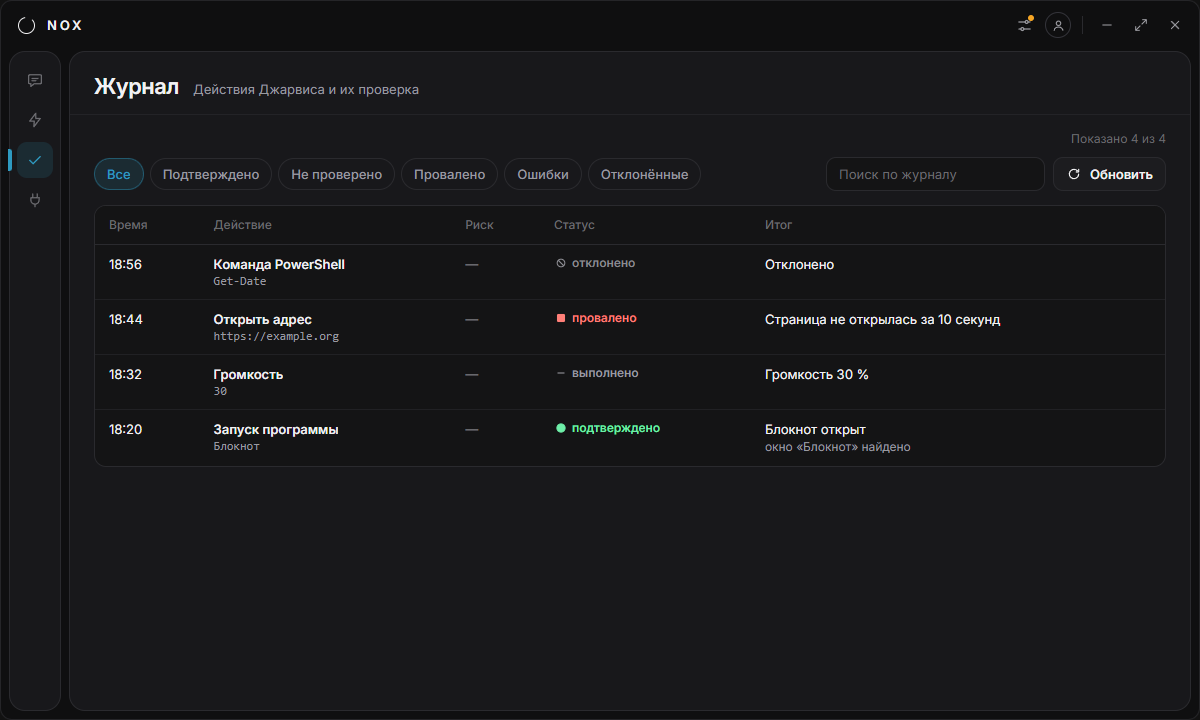 NOX
Журнал Действия Джарвиса и их проверка
Показано 4 из 4
Все Подтверждено Не проверено Провалено Ошибки Отклонённые Поиск по журналу Обновить
Время Действие Риск Статус Итог
18:56 Команда PowerShell — отклонено Отклонено
Get-Date
18:44 Открыть адрес — провалено Страница не открылась за 10 секунд
https://example.org
18:32 Громкость — выполнено Громкость 30 %
30
18:20 Запуск программы — подтверждено Блокнот открыт
Блокнот окно «Блокнот» найдено